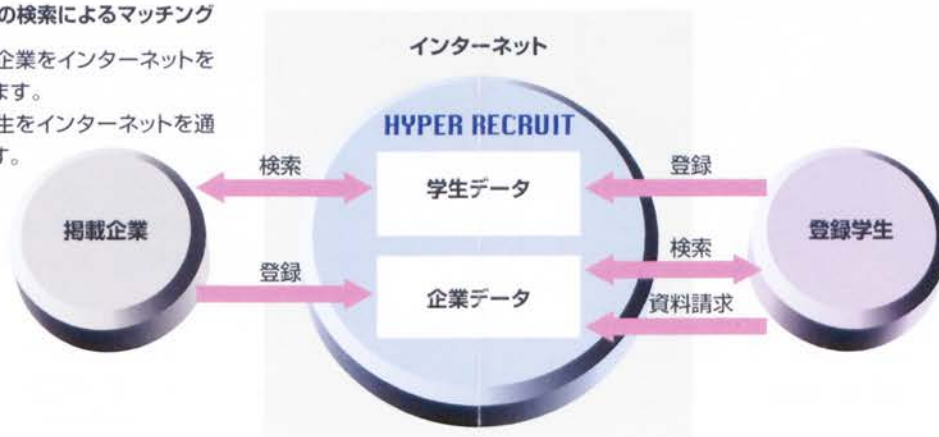 の検索によるマッチング
企業をインターネットを
ます。
生をインターネットを通
す。
インターネット
HYPER RECRUIT
検索
学生データ
登録
掲載企業
登録学生
登録
企業データ
検索
資料請求